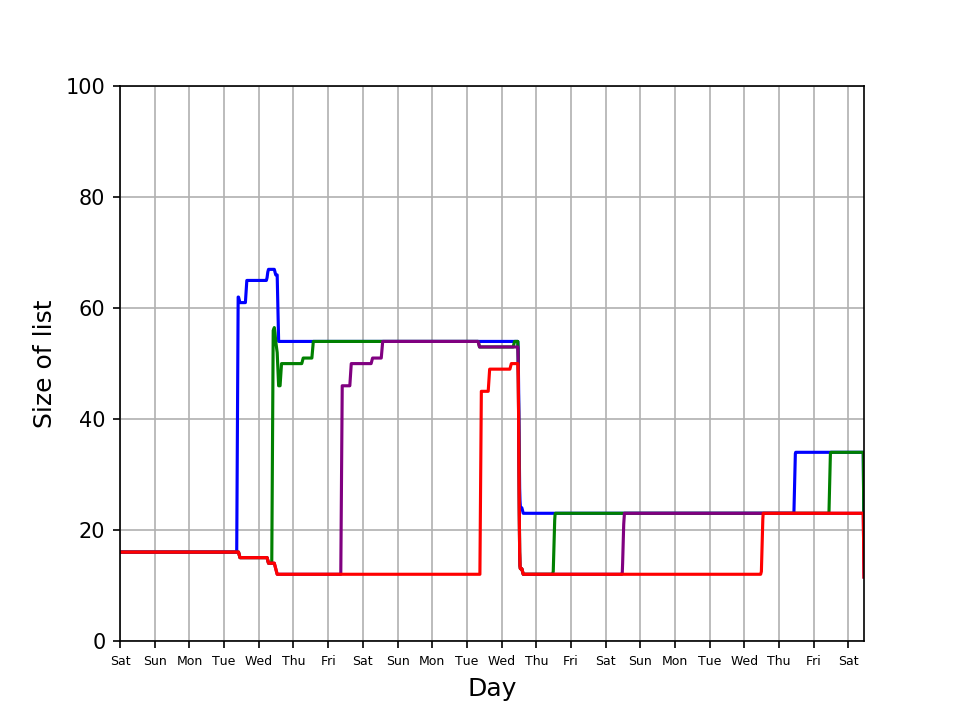 100
80
60
40
20
0
Size of list
Sat Sun Mon Tue Wed Thu Fri Sat Sun Mon Tue Wed Thu Fri Sat Sun Mon Tue Wed Thu Fri Sat
Day